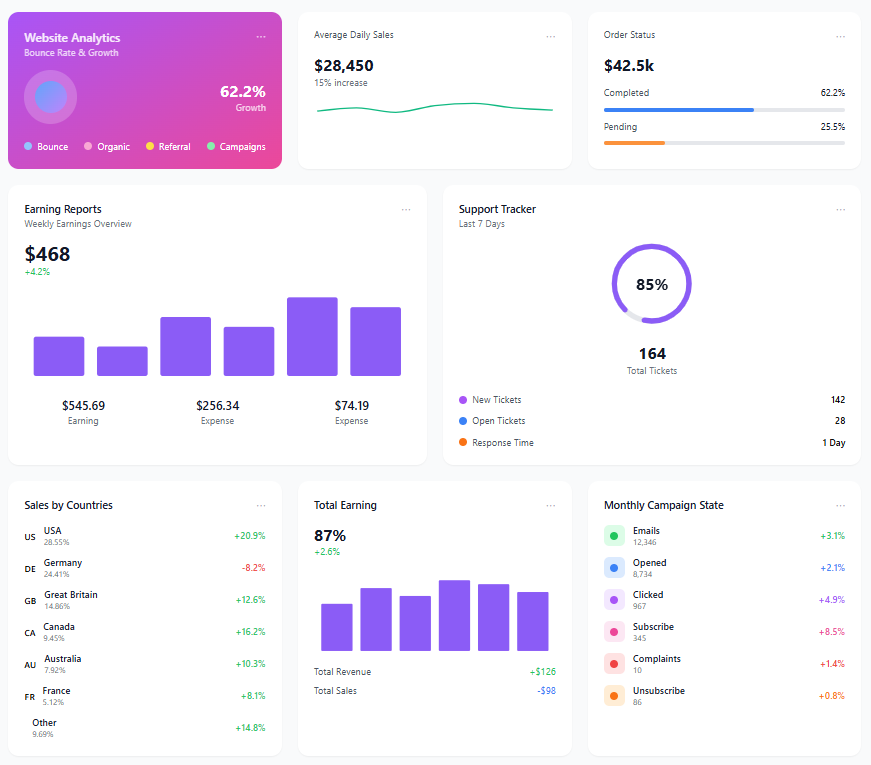 Website Analytics
...
Bounce Rate & Growth
62.2%
Growth
Bounce Organic Referral Campaigns
Average Daily Sales
...
$28,450
15% increase
Order Status
...
$42.5k
Completed 62.2%
Pending 25.5%
Earning Reports
...
Weekly Earnings Overview
$468
+4.2%
$545.69 $256.34 $74.19
Earning Expense Expense
Support Tracker
...
Last 7 Days
85%
164
Total Tickets
New Tickets 142
Open Tickets 28
Response Time 1 Day
Sales by Countries
...
US USA +20.9%
28.55%
DE Germany -8.2%
24.41%
GB Great Britain +12.6%
14.86%
CA Canada +16.2%
9.45%
AU Australia +10.3%
7.92%
FR France +8.1%
5.12%
Other +14.8%
9.69%
Total Earning
...
87%
+2.6%
Total Revenue +$126
Total Sales -$98
Monthly Campaign State
...
Emails +3.1%
12,346
Opened +2.1%
8,734
Clicked +4.9%
967
Subscribe +8.5%
345
Complaints +1.4%
10
Unsubscribe +0.8%
86